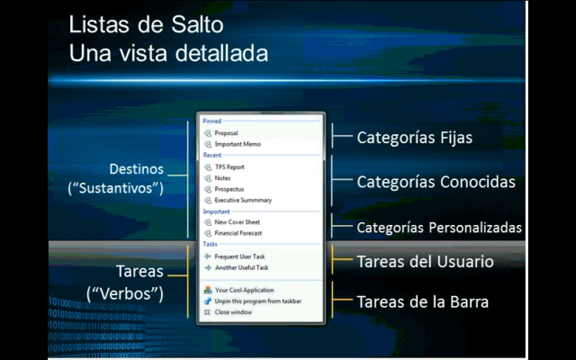 Listas de Salto
Una vista detallada
Destinos
("Sustantivos")
Tareas
("Verbos")
Pinned
Proposal
Important Memo
Recent
TPS Report
Notes
Prospectus
Executive Summmary
Important
New Cover Sheet
Financial Forecast
Tasks
Frequent User Task
Another Useful Task
Your Cool Application
Unpin this program from taskbar
Close window
Categorías Fijas
Categorías Conocidas
Categorías Personalizadas
Tareas del Usuario
Tareas de la Barra